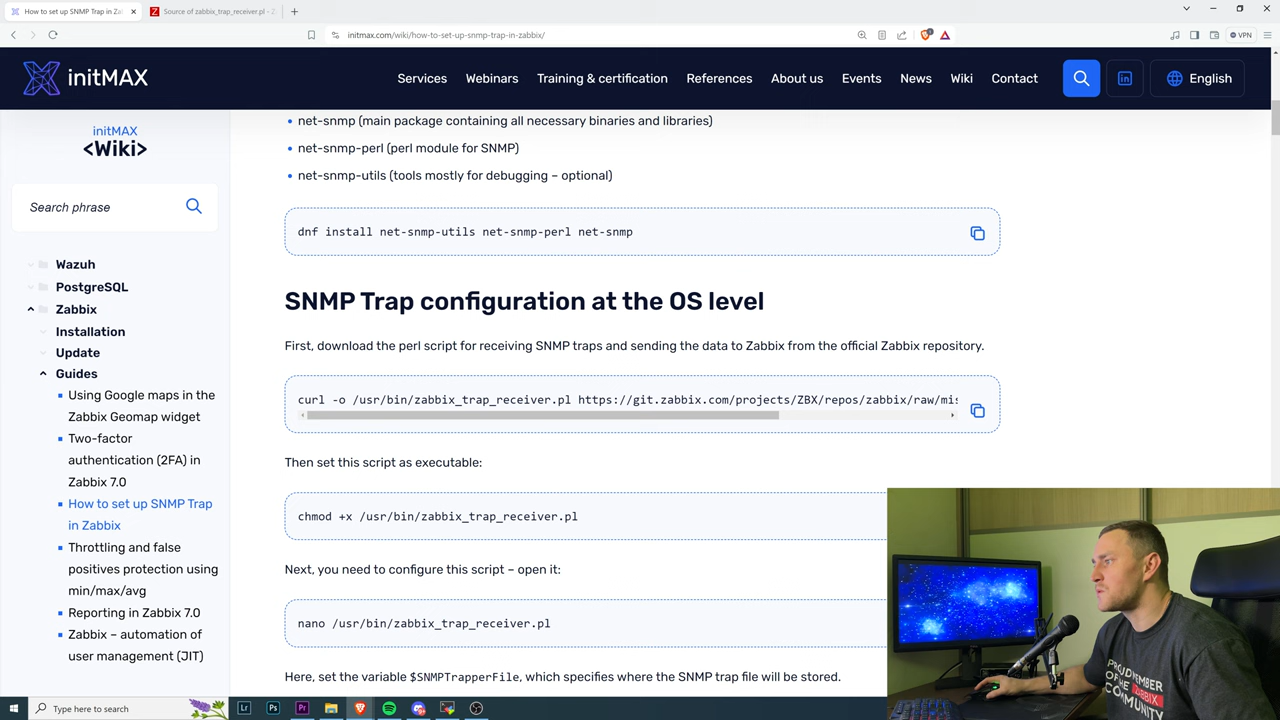 How to set up SNMP Trap in Za
Source of zabbix_trap_receiver.pl - Z
initmax.com/wiki/how-to-set-up-snmp-trap-in-zabbix/
VPN
initMAX
Services
Webinars
Training & certification
References
About us
Events
News
Wiki
Contact
English
initMAX
<Wiki>
Search phrase
Wazuh
PostgreSQL
Zabbix
Installation
Update
Guides
Using Google maps in the
Zabbix Geomap widget
Two-factor
authentication (2FA) in
Zabbix 7.0
How to set up SNMP Trap
in Zabbix
Throttling and false
positives protection using
min/max/avg
Reporting in Zabbix 7.0
Zabbix – automation of
user management (JIT)
net-snmp (main package containing all necessary binaries and libraries)
net-snmp-perl (perl module for SNMP)
net-snmp-utils (tools mostly for debugging – optional)
dnf install net-snmp-utils net-snmp-perl net-snmp
SNMP Trap configuration at the OS level
First, download the perl script for receiving SNMP traps and sending the data to Zabbix from the official Zabbix repository.
curl -o /usr/bin/zabbix_trap_receiver.pl https://git.zabbix.com/projects/ZBX/repos/zabbix/raw/mis
Then set this script as executable:
chmod +x /usr/bin/zabbix_trap_receiver.pl
Next, you need to configure this script – open it:
nano /usr/bin/zabbix_trap_receiver.pl
Here, set the variable $SNMPTrapperFile, which specifies where the SNMP trap file will be stored.
PROUD MEMBER
OF THE ZABBIX
COMMUNITY
Type here to search
Lr
Ps
Pr